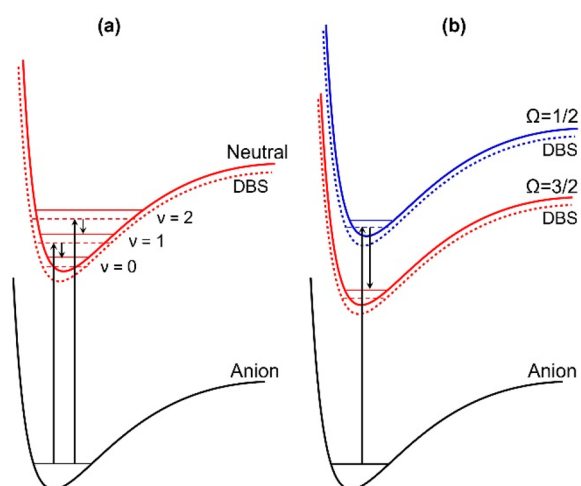 (a)
Neutral
DBS
ν = 2
ν = 1
ν = 0
Anion
(b)
Ω=1/2
DBS
Ω=3/2
DBS
Anion